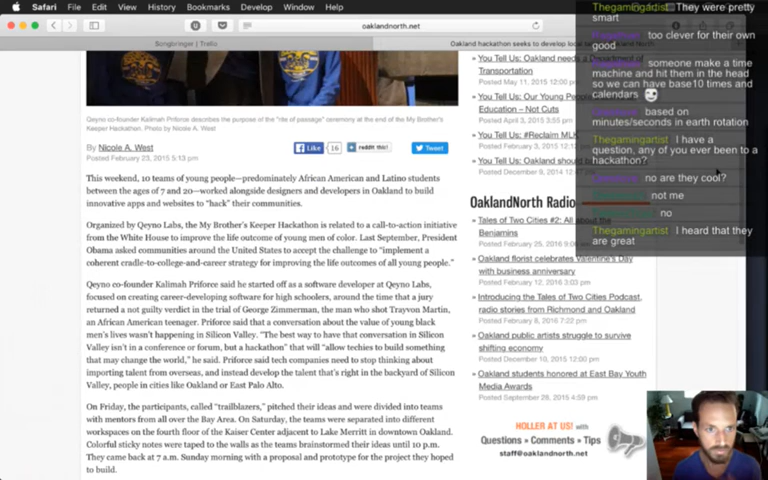 Safari File Edit View History Bookmarks Develop Window Help
oaklandnorth.net
Songbringer | Trello
Oakland hackathon seeks to develop local
Qeyno co-founder Kalimah Priforce describes the purpose of the "rite of passage" ceremony at the end of the My Brother's
Keeper Hackathon. Photo by Nicole A. West
By Nicole A. West
Posted February 23, 2015 5:13 pm
Like 16 reddit this! Tweet
This weekend, 10 teams of young people—predominately African American and Latino students
between the ages of 7 and 20—worked alongside designers and developers in Oakland to build
innovative apps and websites to "hack" their communities.
Organized by Qeyno Labs, the My Brother's Keeper Hackathon is related to a call-to-action initiative
from the White House to improve the life outcome of young men of color. Last September, President
Obama asked communities around the United States to accept the challenge to "implement a
coherent cradle-to-college-and-career strategy for improving the life outcomes of all young people."
Qeyno co-founder Kalimah Priforce said he started off as a software developer at Qeyno Labs,
focused on creating career-developing software for high schoolers, around the time that a jury
returned a not guilty verdict in the trial of George Zimmerman, the man who shot Trayvon Martin,
an African American teenager. Priforce said that a conversation about the value of young black
men's lives wasn't happening in Silicon Valley. "The best way to have that conversation in Silicon
Valley isn't in a conference or forum, but a hackathon" that will "allow techies to build something
that may change the world," he said. Priforce said tech companies need to stop thinking about
importing talent from overseas, and instead develop the talent that's right in the backyard of Silicon
Valley, people in cities like Oakland or East Palo Alto.
On Friday, the participants, called "trailblazers," pitched their ideas and were divided into teams
with mentors from all over the Bay Area. On Saturday, the teams were separated into different
workspaces on the fourth floor of the Kaiser Center adjacent to Lake Merritt in downtown Oakland.
Colorful sticky notes were taped to the walls as the teams brainstormed their ideas until 10 p.m.
They came back at 7 a.m. Sunday morning with a proposal and prototype for the project they hoped
to build.
» You Tell Us: Oakland needs a Department of
Transportation
Posted May 11, 2015 12:00 pm
» You Tell Us: Our Young People
Education – Not Cuts
Posted April 3, 2015 3:55 pm
» You Tell Us: #Reclaim MLK
Posted February 3, 2015 12:
» You Tell Us: Oakland should
Posted December 9, 2014 12:
OaklandNorth Radio
» Tales of Two Cities #2: All about the
Benjamins
Posted February 25, 2016 9:0
» Oakland florist celebrates Valentine's Day
with business anniversary
Posted February 12, 2016 3:03 pm
» Introducing the Tales of Two Cities Podcast,
radio stories from Richmond and Oakland
Posted February 8, 2016 7:22 pm
» Oakland public artists struggle to survive
shifting economy
Posted December 10, 2015 12:00 pm
» Oakland students honored at East Bay Youth
Media Awards
Posted September 28, 2015 4:59 pm
HOLLER AT US! with
Questions » Comments » Tips
staff@oaklandnorth.net
Thegamingartist They were pretty
smart
too clever for their own
good
someone make a time
machine and hit them in the head
so we can have base10 times and
calendars
based on
minutes/seconds in earth rotation
Thegamingartist I have a
question, any of you ever been to a
hackathon?
no are they cool?
not me
no
Thegamingartist I heard that they
are great